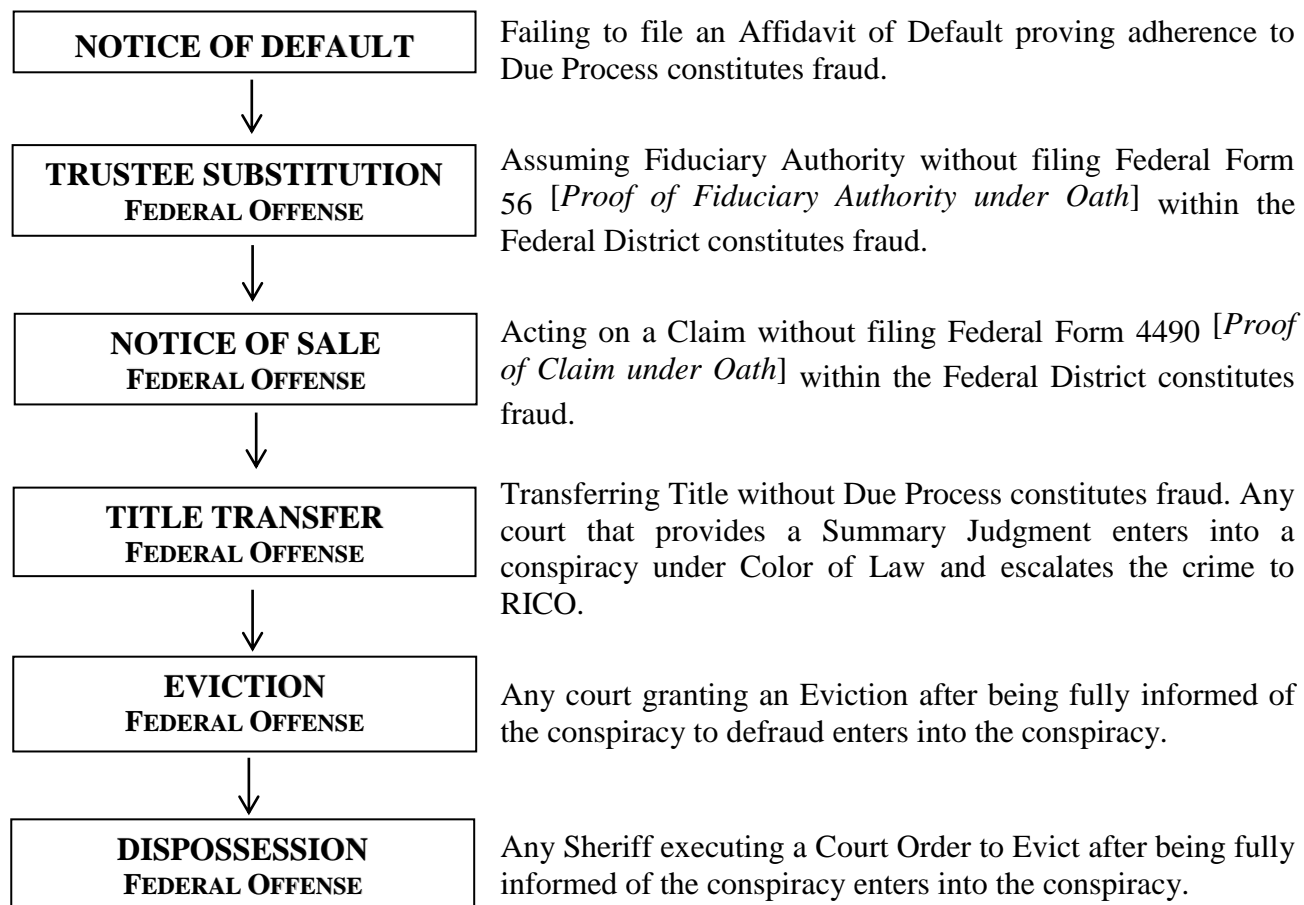 NOTICE OF DEFAULT
Failing to file an Affidavit of Default proving adherence to
Due Process constitutes fraud.
TRUSTEE SUBSTITUTION
FEDERAL OFFENSE
Assuming Fiduciary Authority without filing Federal Form
56 [Proof of Fiduciary Authority under Oath] within the
Federal District constitutes fraud.
NOTICE OF SALE
FEDERAL OFFENSE
Acting on a Claim without filing Federal Form 4490 [Proof
of Claim under Oath] within the Federal District constitutes
fraud.
TITLE TRANSFER
FEDERAL OFFENSE
Transferring Title without Due Process constitutes fraud. Any
court that provides a Summary Judgment enters into a
conspiracy under Color of Law and escalates the crime to
RICO.
EVICTION
FEDERAL OFFENSE
Any court granting an Eviction after being fully informed of
the conspiracy to defraud enters into the conspiracy.
DISPOSSESSION
FEDERAL OFFENSE
Any Sheriff executing a Court Order to Evict after being fully
informed of the conspiracy enters into the conspiracy.